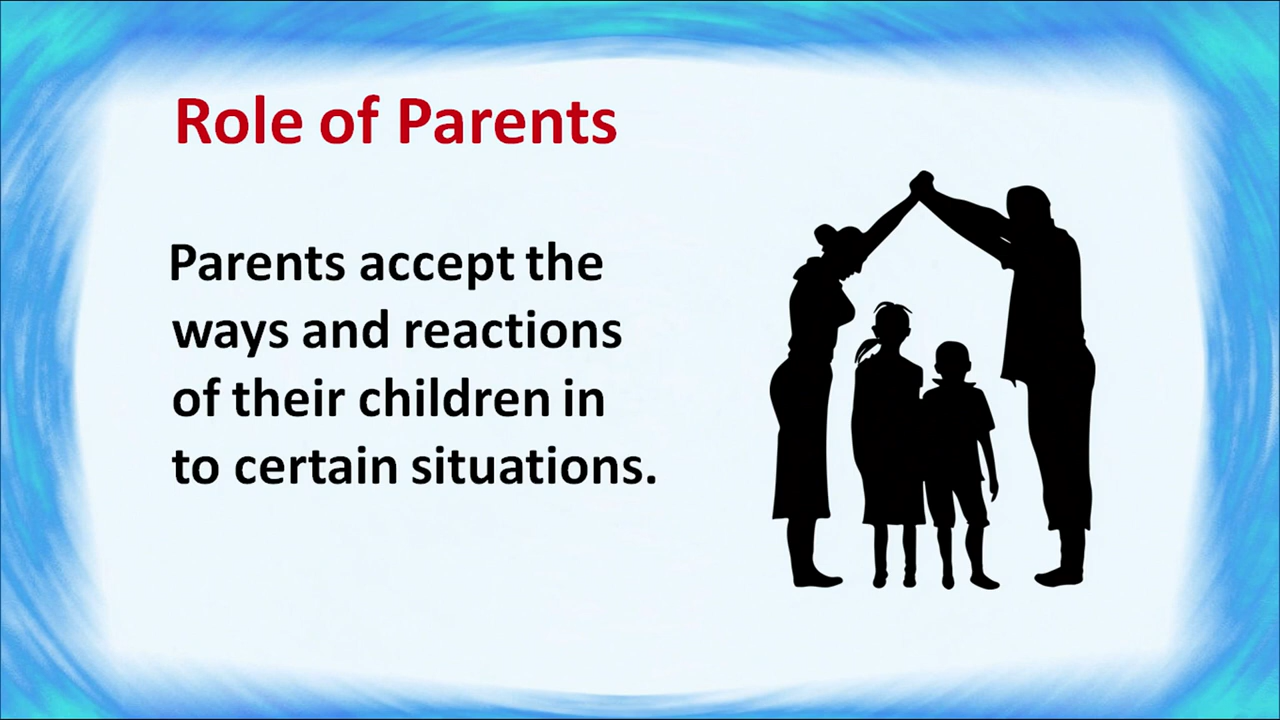 Role of Parents
Parents accept the
ways and reactions
of their children in
to certain situations.